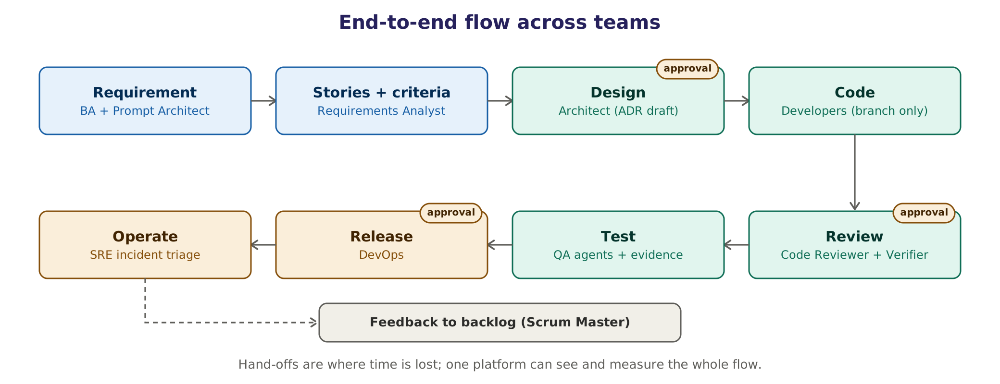 End-to-end flow across teams
Requirement
BA + Prompt Architect
Stories + criteria
Requirements Analyst
approval
Design
Architect (ADR draft)
Code
Developers (branch only)
Operate
SRE incident triage
approval
Release
DevOps
Test
QA agents + evidence
approval
Review
Code Reviewer + Verifier
Feedback to backlog (Scrum Master)
Hand-offs are where time is lost; one platform can see and measure the whole flow.